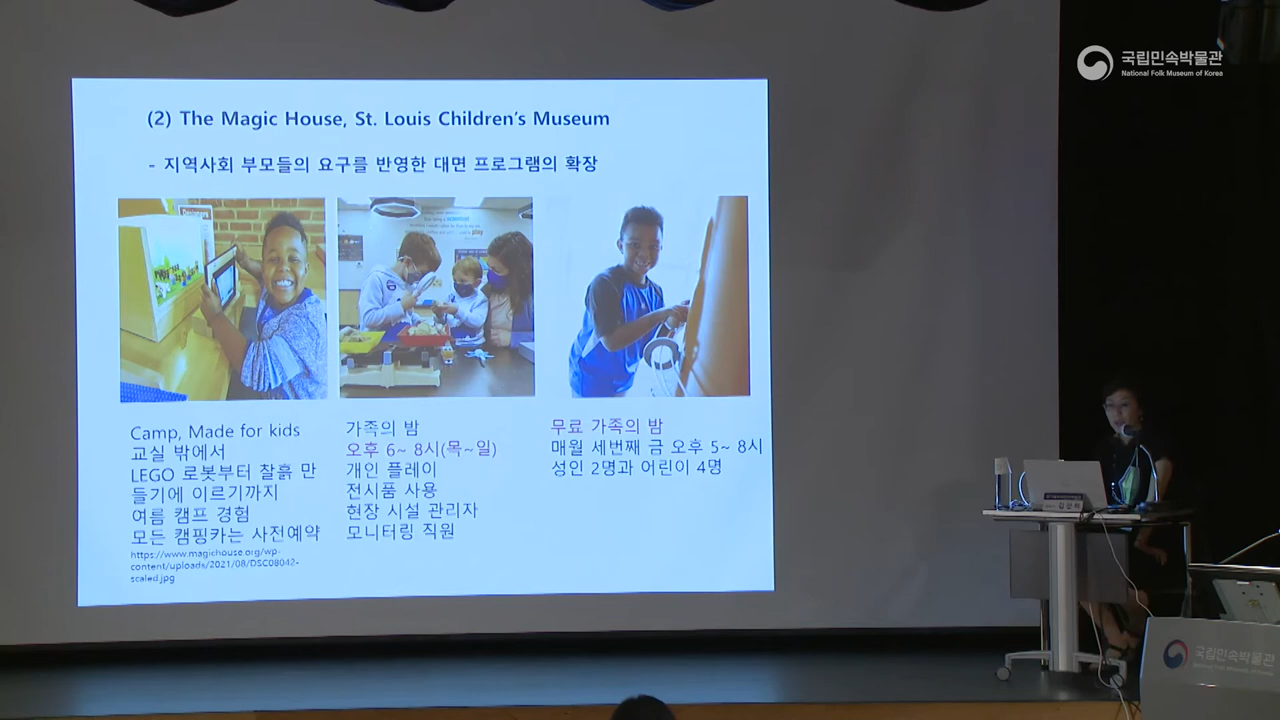 국립민속박물관
National Folk Museum of Korea
(2) The Magic House, St. Louis Children's Museum
- 지역사회 부모들의 요구를 반영한 대면 프로그램의 확장
play
Camp, Made for kids
교실 밖에서
LEGO 로봇부터 찰흙 만
들기에 이르기까지
여름 캠프 경험
모든 캠핑카는 사전예약
https://www.magichouse.org/wp-
content/uploads/2021/08/DSC08042-
scaled.jpg
가족의 밤
오후 6~ 8시(목~일)
개인 플레이
전시품 사용
현장 시설 관리자
모니터링 직원
무료 가족의 밤
매월 세번째 금 오후 5~ 8시
성인 2명과 어린이 4명
국립민속박물관